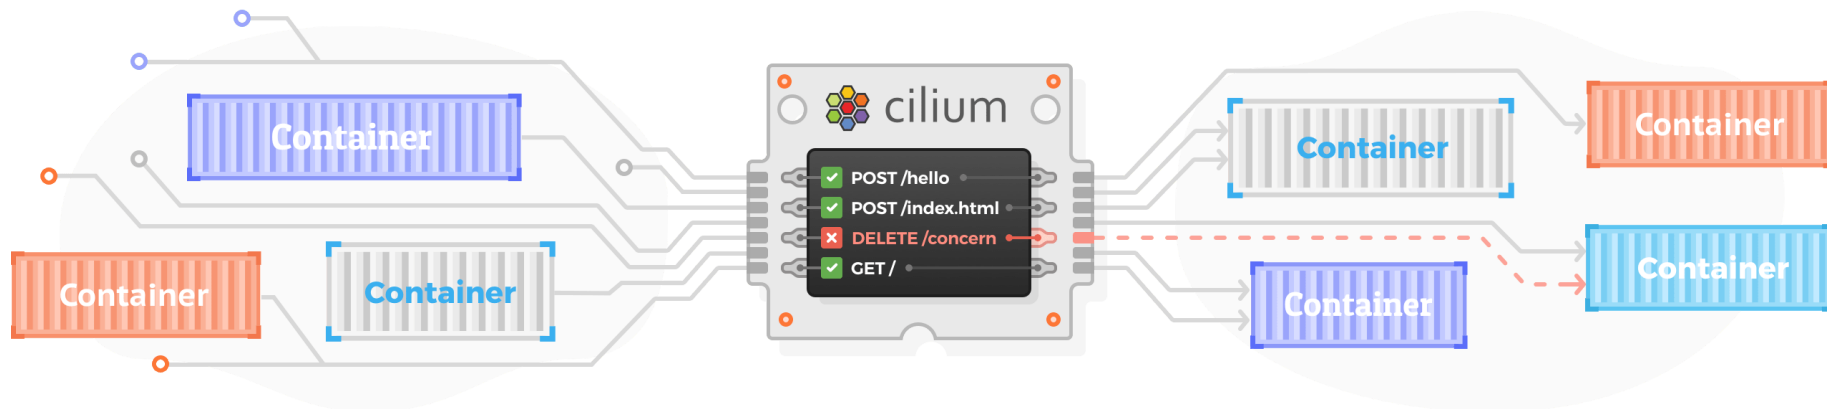 Container
Container
Container
cilium
POST /hello
POST /index.html
DELETE /concern
GET /
Container
Container
Container
Container